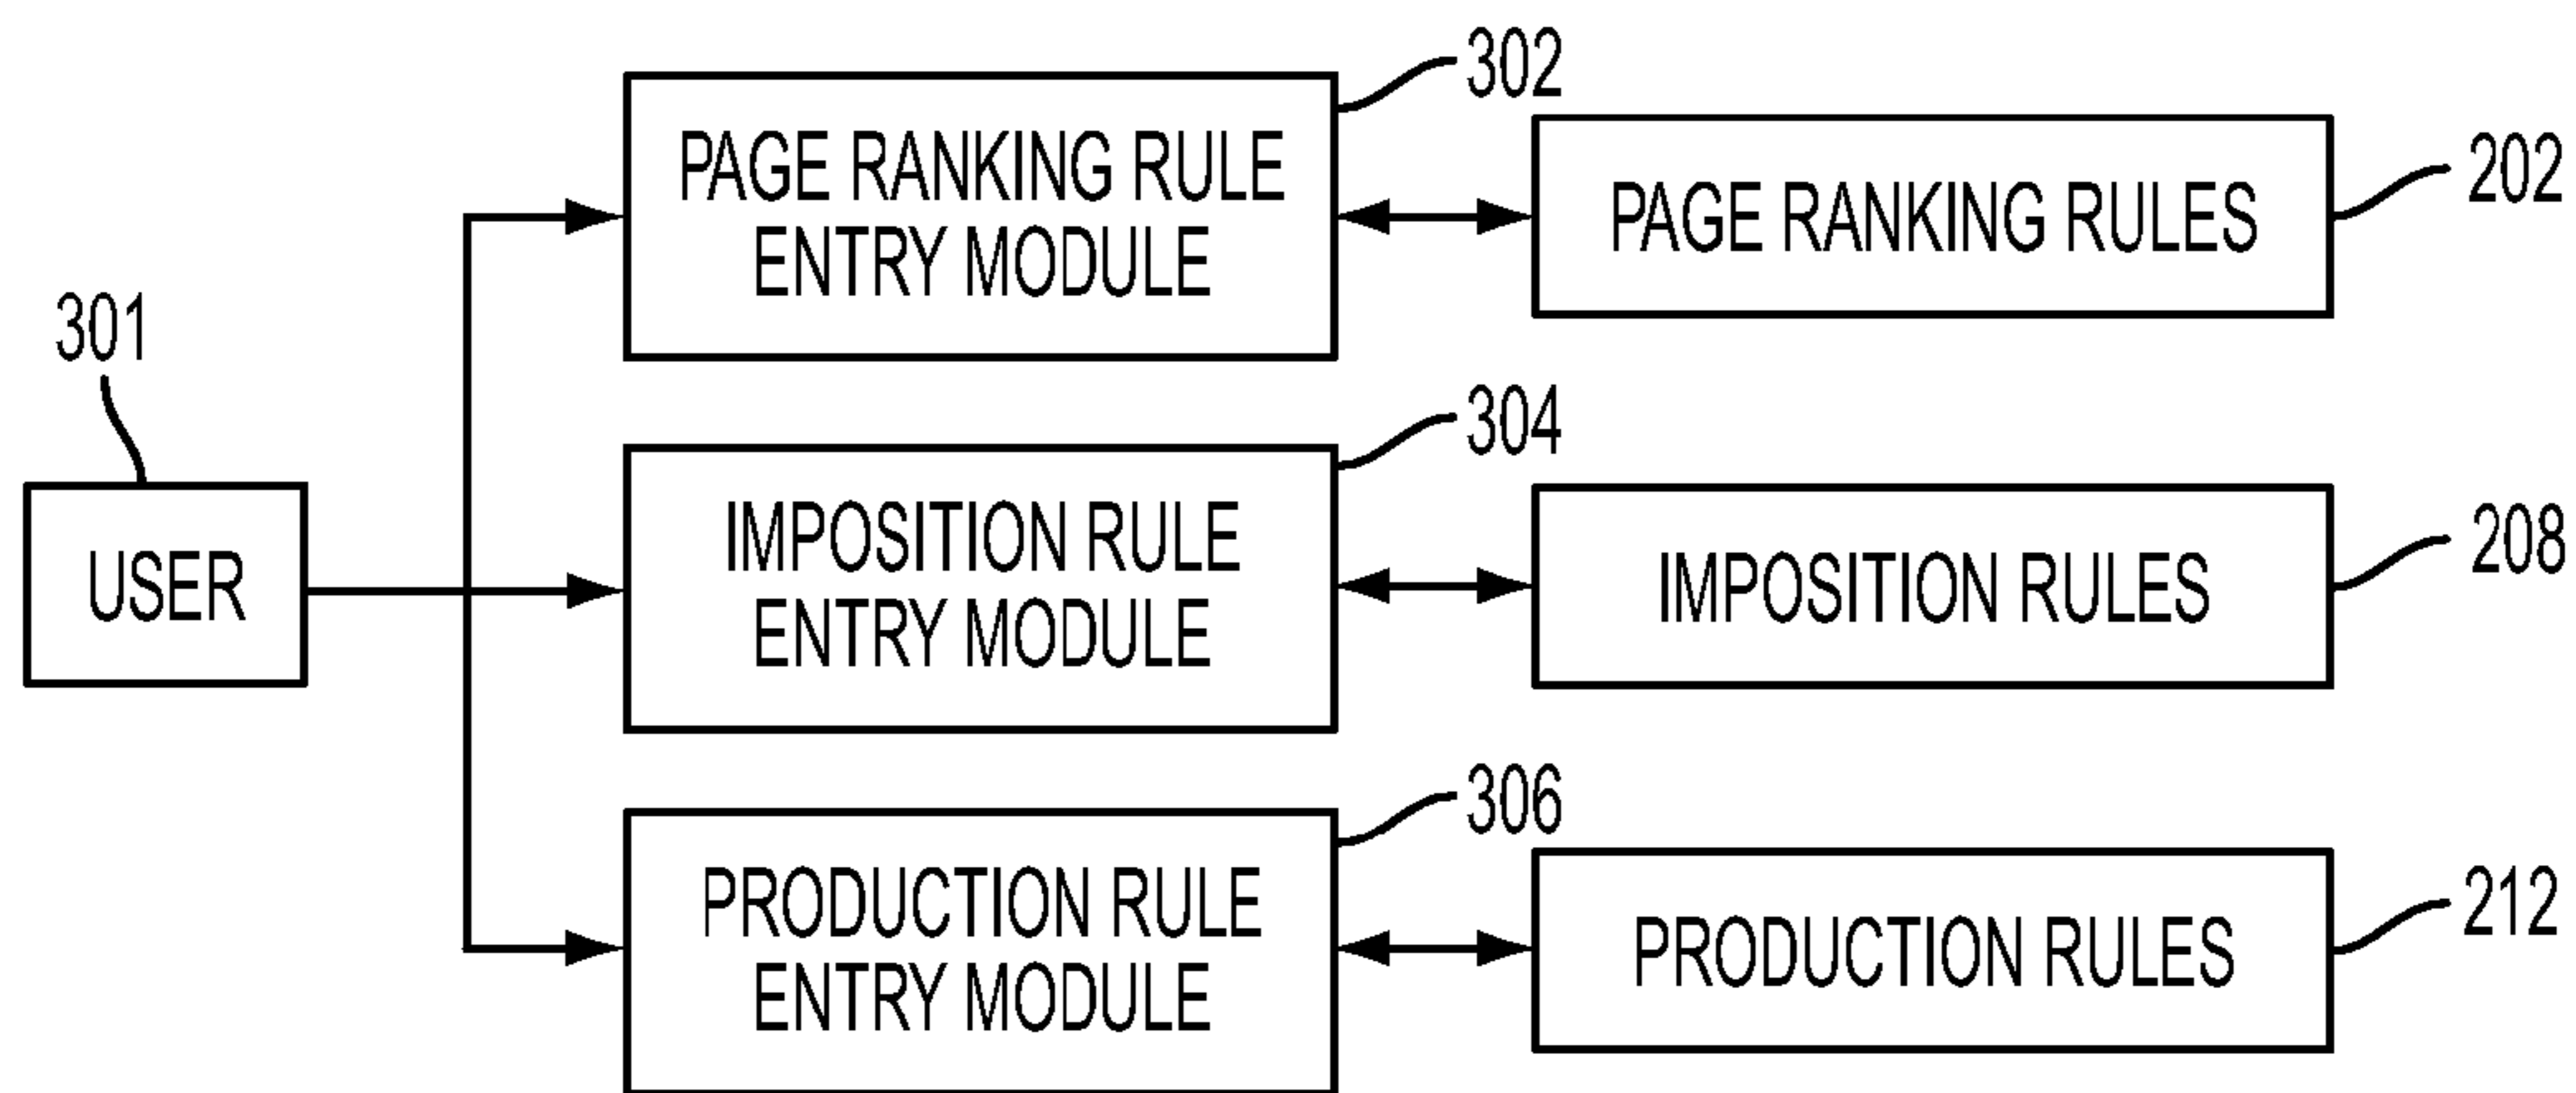 302
PAGE RANKING RULE
ENTRY MODULE
202
PAGE RANKING RULES
301
USER
304
IMPOSITION RULE
ENTRY MODULE
208
IMPOSITION RULES
306
PRODUCTION RULE
ENTRY MODULE
212
PRODUCTION RULES